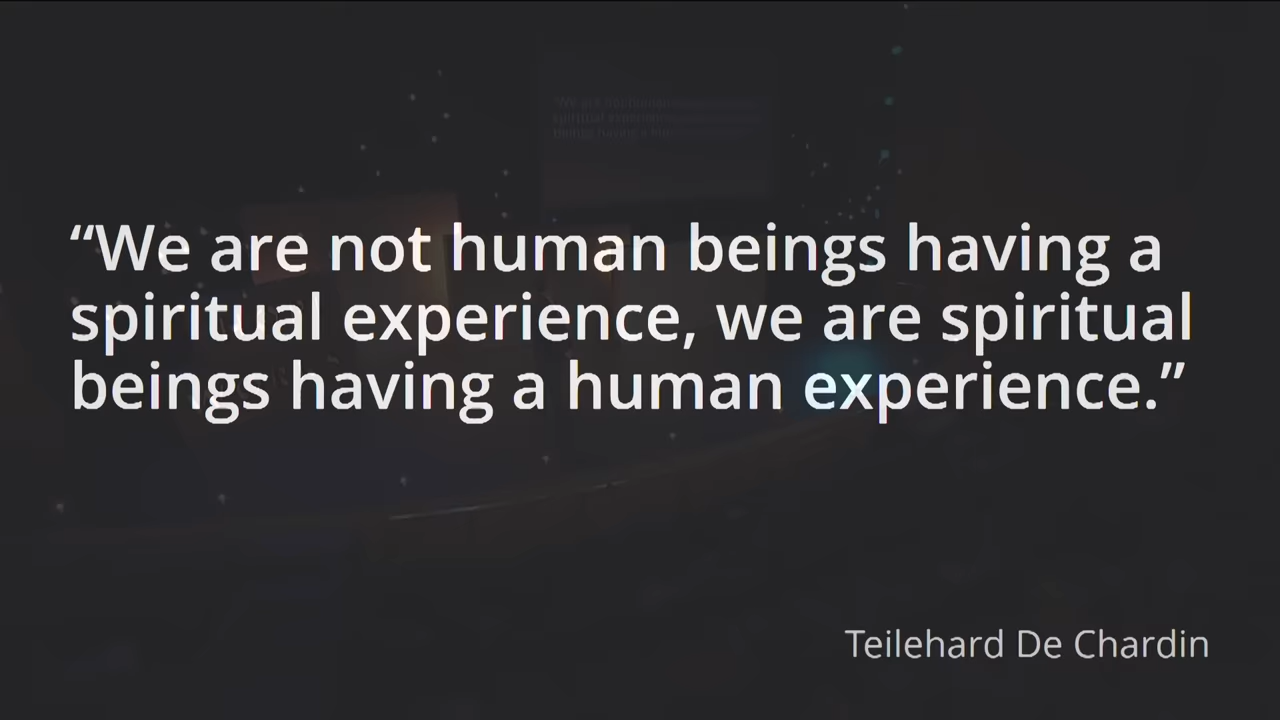 “We are not human beings having a
spiritual experience, we are spiritual
beings having a human experience.”
Teilehard De Chardin